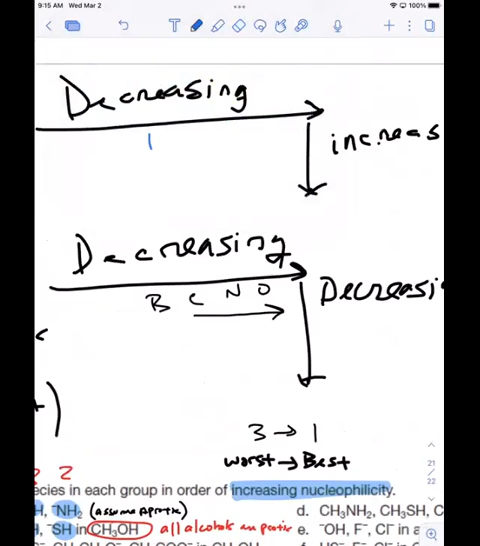 9:15 AM Wed Mar 2
100%
T
Decreasing
increas
Decreasing
B C N O
Decreasi
3 → 1
worst → Best
21
22
2
ecies in each group in order of increasing nucleophilicity.
H, ⁻NH₂ (assume aprotic)
d. CH₃NH₂, CH₃SH, C
⁻SH in CH₃OH all alcohols are protic
e. ⁻OH, F⁻, Cl⁻ in a